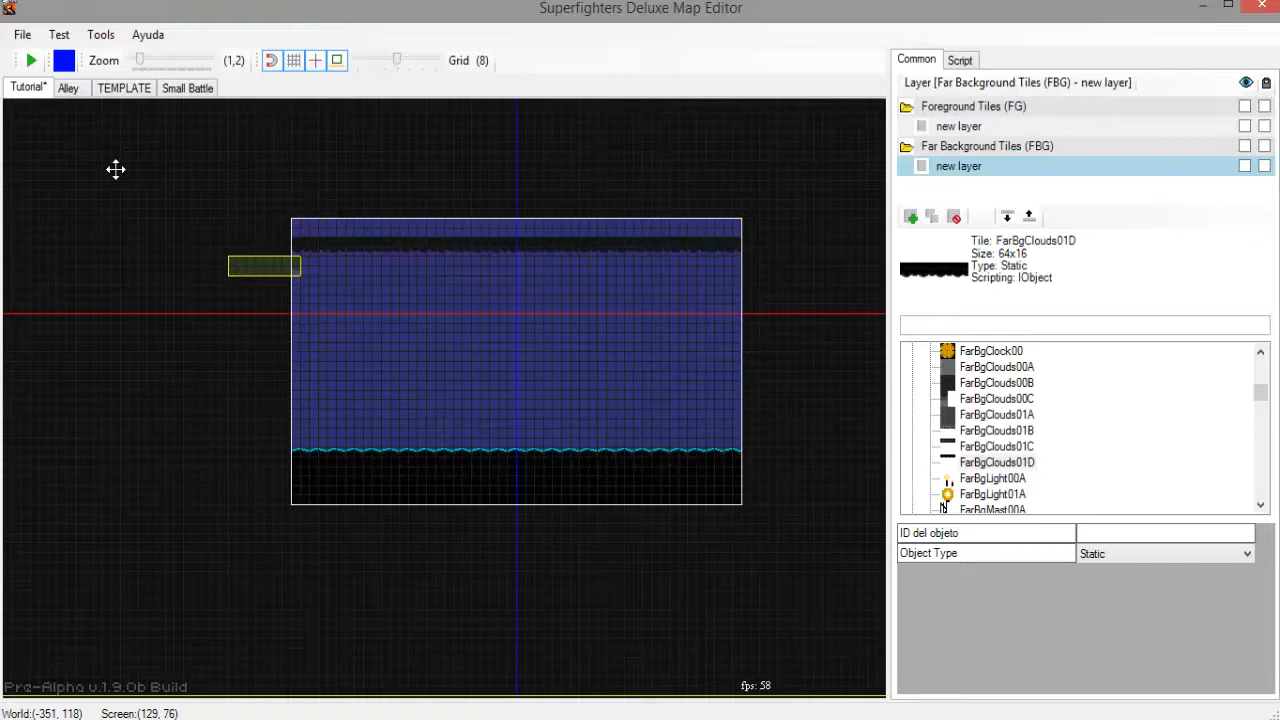 Superfighters Deluxe Map Editor
File Test Tools Ayuda
Zoom (1,2) Grid (8)
Tutorial* Alley TEMPLATE Small Battle
Common Script
Layer [Far Background Tiles (FBG) - new layer]
Foreground Tiles (FG)
new layer
Far Background Tiles (FBG)
new layer
Tile: FarBgClouds01D
Size: 64x16
Type: Static
Scripting: IObject
FarBgClock00
FarBgClouds00A
FarBgClouds00B
FarBgClouds00C
FarBgClouds01A
FarBgClouds01B
FarBgClouds01C
FarBgClouds01D
FarBgLight00A
FarBgLight01A
FarBgMast00A
ID del objeto
Object Type Static
Pre-Alpha v.1.9.0b Build
fps: 58
World:(-351, 118) Screen:(129, 76)